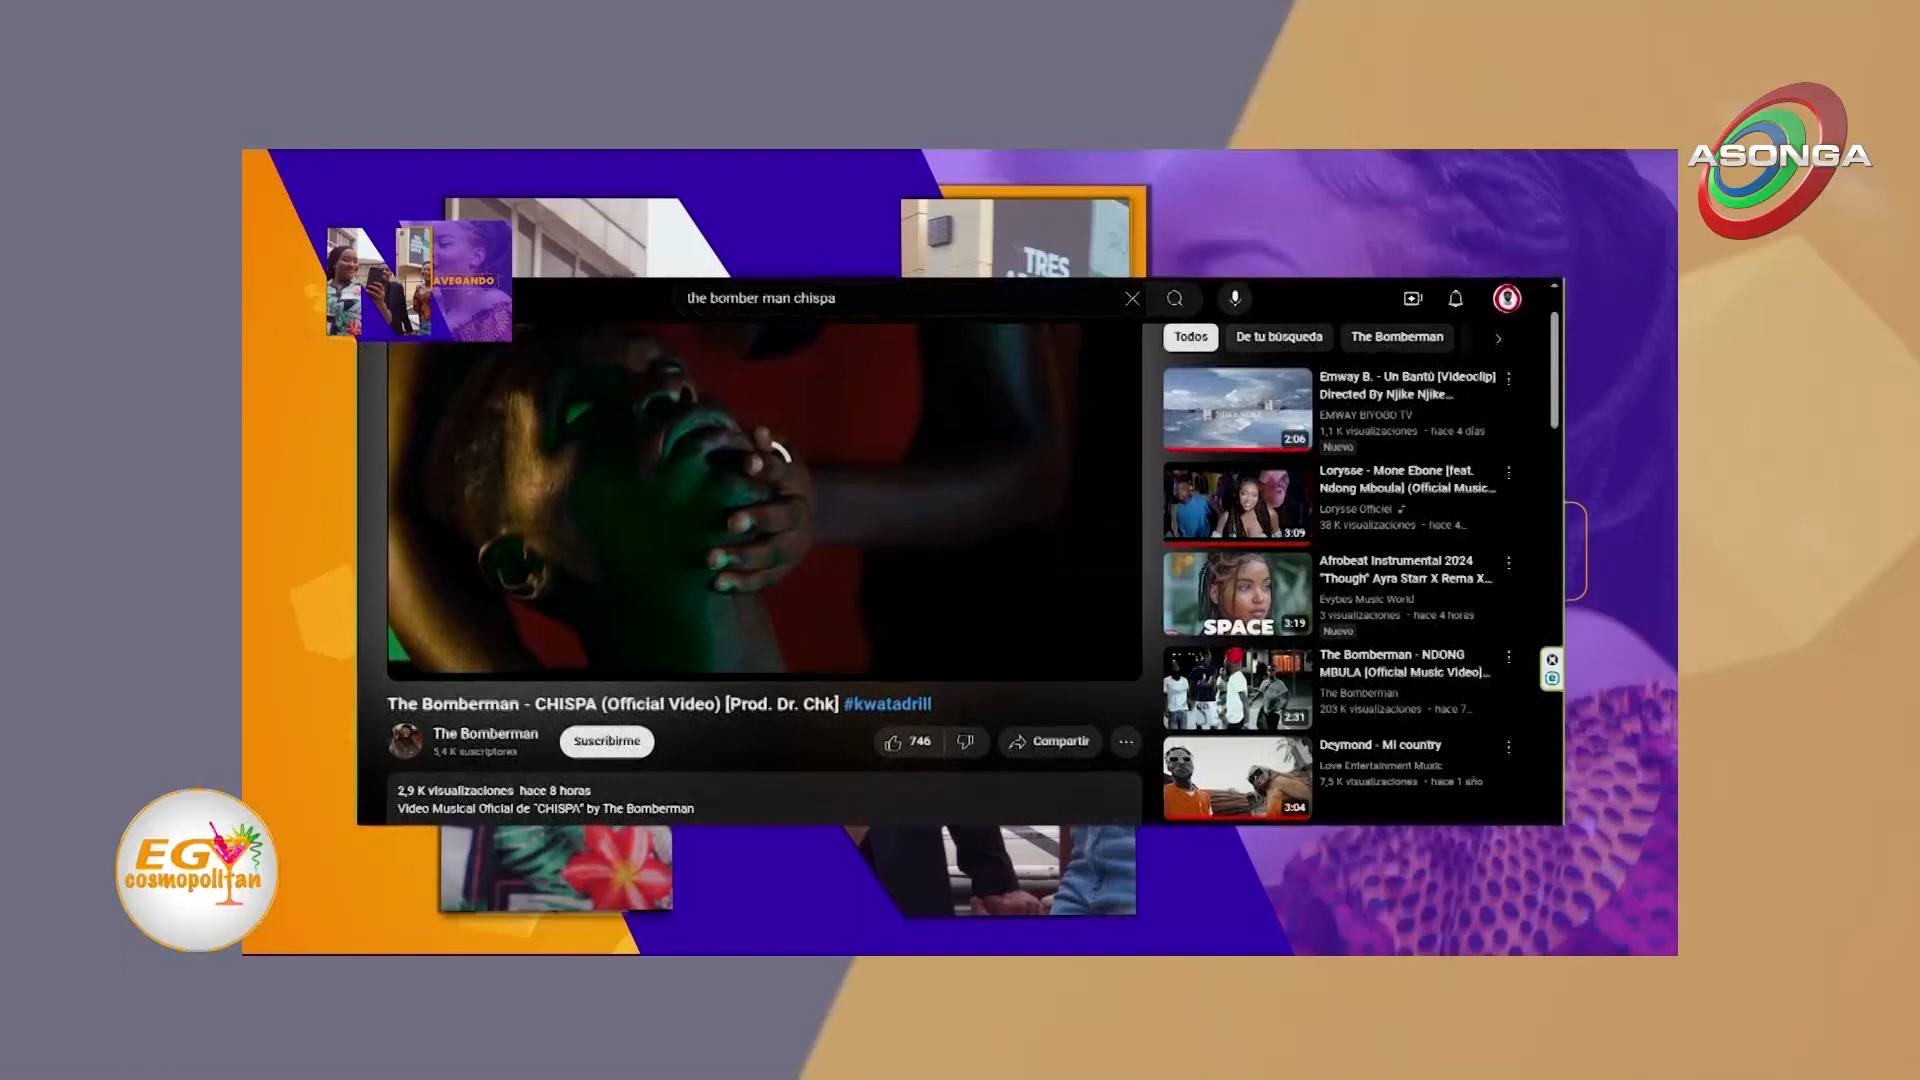 ASONGA
TRES
AVEGANDO
the bomber man chispa
Todos
De tu búsqueda
The Bomberman
Emway B. - Un Bantú [Videoclip]
Directed By Njike Njike...
EMWAY BIYOGO TV
1,1 K visualizaciones · hace 4 días
Nuevo
NJIKE NJIKE
2:06
Lorysse - Mone Ebone [feat.
Ndong Mboula] (Official Music...
Lorysse Officiel
38 K visualizaciones · hace 4...
3:09
Afrobeat Instrumental 2024
"Though" Ayra Starr X Rema X...
Evybes Music World
3 visualizaciones · hace 4 horas
Nuevo
SPACE
3:19
The Bomberman - NDONG
MBULA [Official Music Video]...
The Bomberman
203 K visualizaciones · hace 7...
2:31
Deymond - Mi country
Love Entertainment Music
7,5 K visualizaciones · hace 1 año
3:04
The Bomberman - CHISPA (Official Video) [Prod. Dr. Chk] #kwatadrill
The Bomberman
5,4 K suscriptores
Suscribirme
746
Compartir
2,9 K visualizaciones hace 8 horas
Video Musical Oficial de "CHISPA" by The Bomberman
EG
cosmopolitan